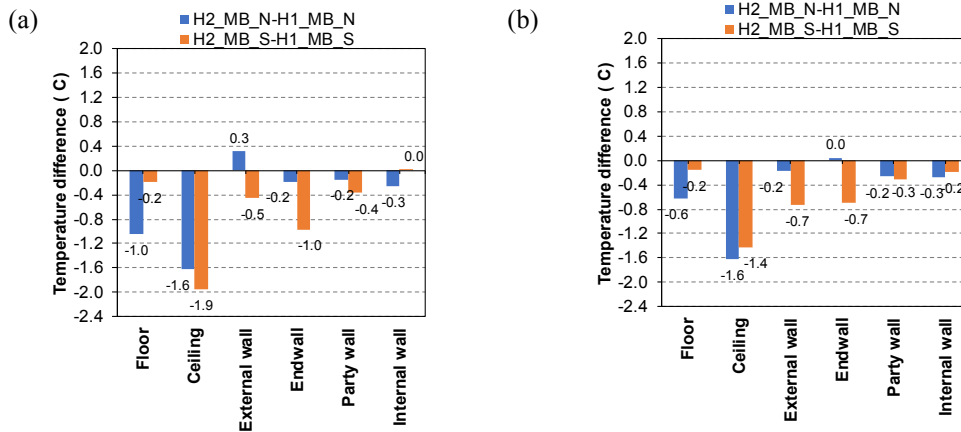 (a)
H2_MB_N-H1_MB_N
H2_MB_S-H1_MB_S
Temperature difference ( C)
2.0
1.6
1.2
0.8
0.4
0.0
-0.4
-0.8
-1.2
-1.6
-2.0
-2.4
-1.0
-0.2
-1.6
-1.9
0.3
-0.5
-0.2
-1.0
-0.2
-0.4
-0.3
0.0
Floor
Ceiling
External wall
Endwall
Party wall
Internal wall
(b)
H2_MB_N-H1_MB_N
H2_MB_S-H1_MB_S
Temperature difference ( C)
2.0
1.6
1.2
0.8
0.4
0.0
-0.4
-0.8
-1.2
-1.6
-2.0
-2.4
-0.6
-0.2
-1.6
-1.4
-0.2
-0.7
0.0
-0.7
-0.2
-0.3
-0.3
-0.2
Floor
Ceiling
External wall
Endwall
Party wall
Internal wall